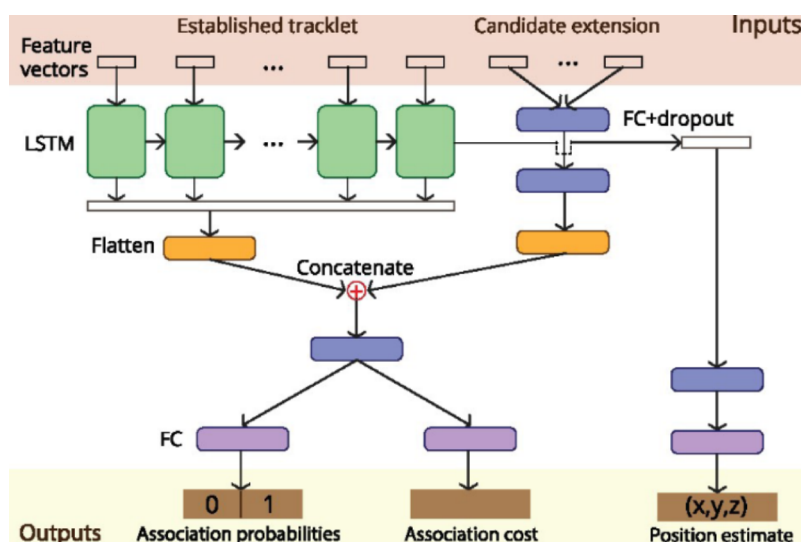 Established tracklet
Candidate extension
Inputs
Feature
vectors
...
...
FC+dropout
LSTM
...
Flatten
Concatenate
FC
0
1
(x,y,z)
Outputs
Association probabilities
Association cost
Position estimate